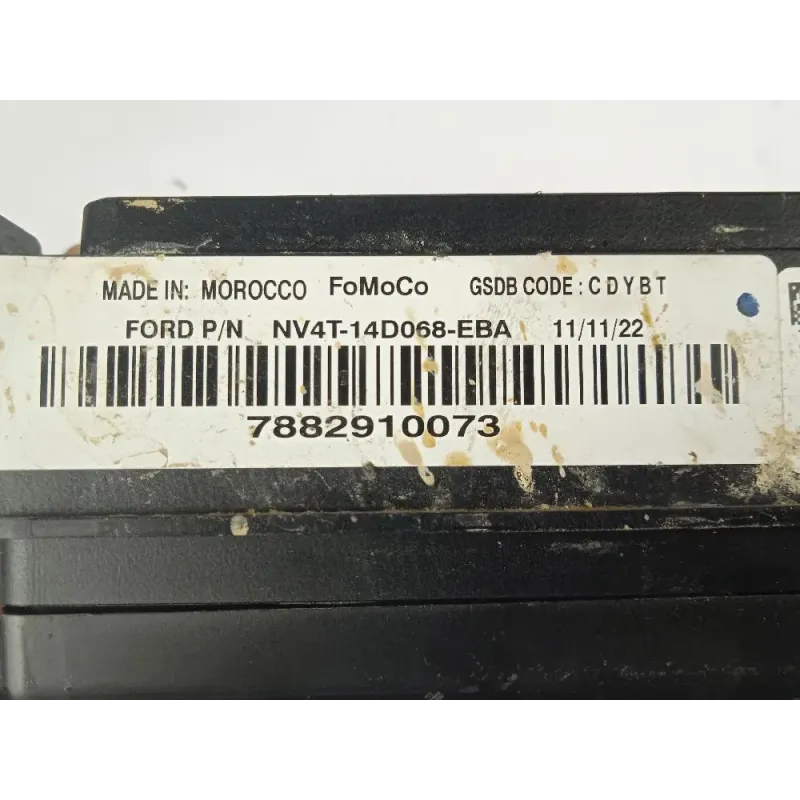 MADE IN: MOROCCO FoMoCo GSDB CODE : C D Y B T
FORD P/N NV4T-14D068-EBA 11/11/22
7882910073